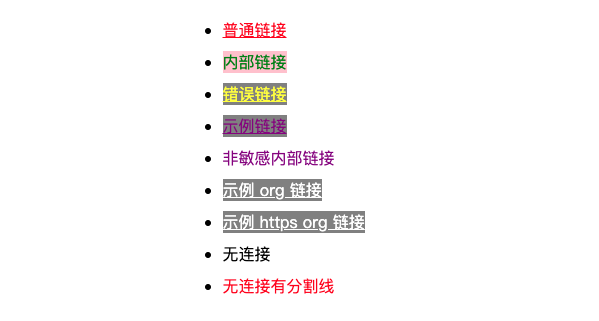 普通链接
内部链接
错误链接
示例链接
非敏感内部链接
示例 org 链接
示例 https org 链接
无连接
无连接有分割线